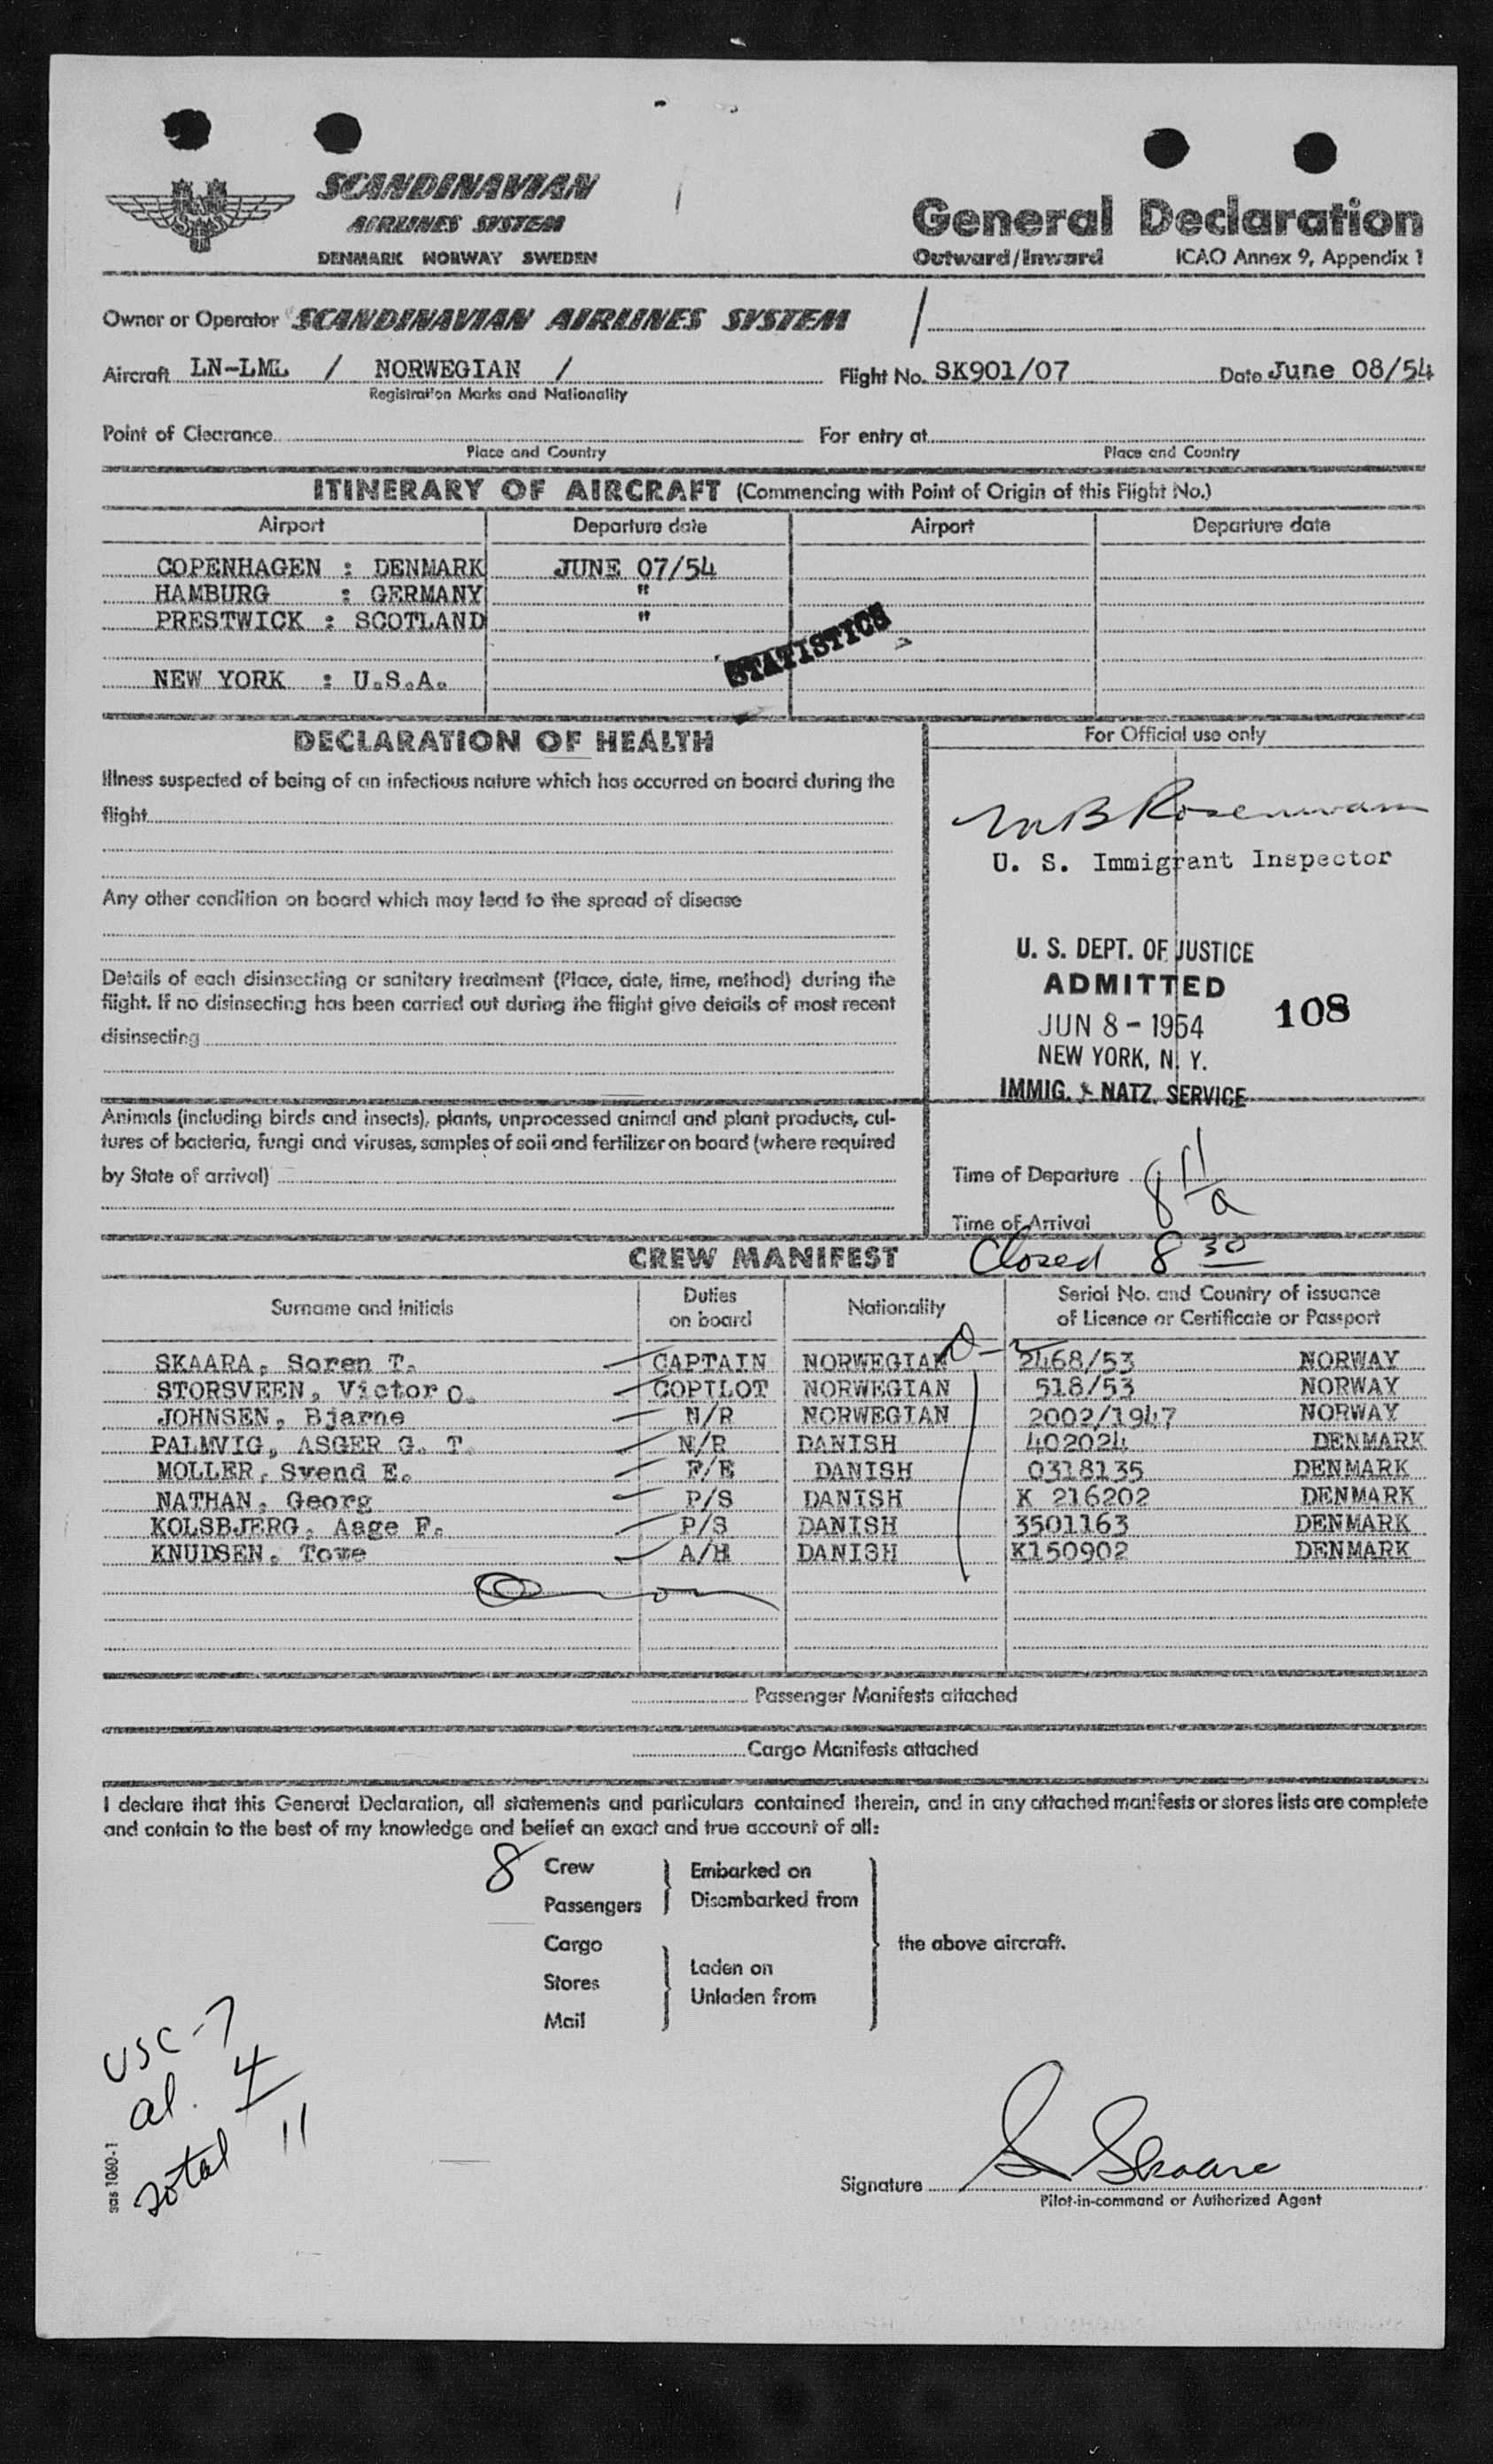 SCANDINAVIAN
AIRLINES SYSTEM
DENMARK NORWAY SWEDEN
General Declaration
Outward/Inward ICAO Annex 9, Appendix 1
Owner or Operator SCANDINAVIAN AIRLINES SYSTEM /
Aircraft LN-LML / NORWEGIAN / Flight No. SK901/07 Date June 08/54
Registration Marks and Nationality
Point of Clearance For entry at
Place and Country Place and Country
ITINERARY OF AIRCRAFT (Commencing with Point of Origin of this Flight No.)
Airport Departure date Airport Departure date
COPENHAGEN : DENMARK JUNE 07/54
HAMBURG : GERMANY "
PRESTWICK : SCOTLAND "
STATISTICS
NEW YORK : U.S.A.
DECLARATION OF HEALTH
Illness suspected of being of an infectious nature which has occurred on board during the
flight
Any other condition on board which may lead to the spread of disease
Details of each disinsecting or sanitary treatment (Place, date, time, method) during the
flight. If no disinsecting has been carried out during the flight give details of most recent
disinsecting
Animals (including birds and insects), plants, unprocessed animal and plant products, cul-
tures of bacteria, fungi and viruses, samples of soil and fertilizer on board (where required
by State of arrival)
For Official use only
U. S. Immigrant Inspector
U. S. DEPT. OF JUSTICE
ADMITTED
JUN 8 - 1954 108
NEW YORK, N. Y.
IMMIG. & NATZ. SERVICE
Time of Departure
8 11/a
Time of Arrival
Closed 8 30
CREW MANIFEST
Surname and Initials Duties on board Nationality Serial No. and Country of issuance of Licence or Certificate or Passport
SKAARA, Soren T. CAPTAIN NORWEGIAN 2468/53 NORWAY
STORSVEEN, Victor O. COPILOT NORWEGIAN 518/53 NORWAY
JOHNSEN, Bjarne N/R NORWEGIAN 2002/1947 NORWAY
PALMVIG, ASGER G. T. N/R DANISH 402024 DENMARK
MOLLER, Svend E. F/E DANISH 0318135 DENMARK
NATHAN, Georg P/S DANISH K 216202 DENMARK
KOLSBJERG, Aage F. P/S DANISH 3501163 DENMARK
KNUDSEN, Towe A/H DANISH K150902 DENMARK
Passenger Manifests attached
Cargo Manifests attached
I declare that this General Declaration, all statements and particulars contained therein, and in any attached manifests or stores lists are complete
and contain to the best of my knowledge and belief an exact and true account of all:
8 Crew
Passengers
Embarked on
Disembarked from
Cargo
Stores
Mail
Laden on
Unladen from
the above aircraft.
USC - 7
al. 4
total 11
sas 1060-1
Signature S Skaara
Pilot-in-command or Authorized Agent